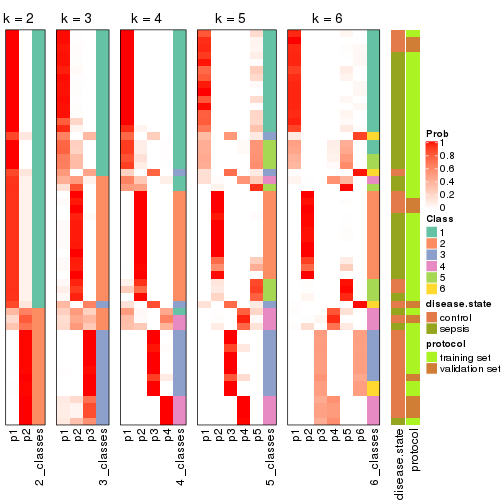 k = 2
k = 3
k = 4
k = 5
k = 6
Prob
1
0.8
0.6
0.4
0.2
0
Class
1
2
3
4
5
6
disease.state
control
sepsis
protocol
training set
validation set
p1
p2
2_classes
p1
p2
p3
3_classes
p1
p2
p3
p4
4_classes
p1
p2
p3
p4
p5
5_classes
p1
p2
p3
p4
p5
p6
6_classes
disease.state
protocol